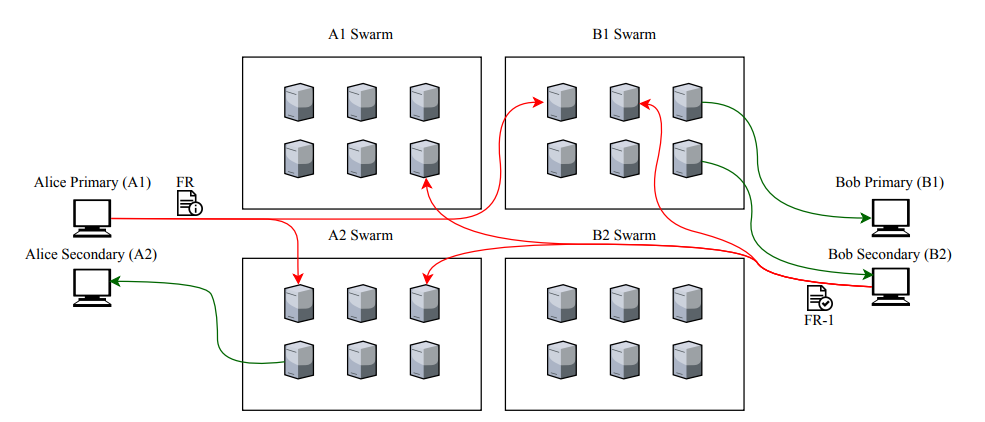 A1 Swarm
B1 Swarm
Alice Primary (A1)
FR
Bob Primary (B1)
A2 Swarm
B2 Swarm
Alice Secondary (A2)
Bob Secondary (B2)
FR-1